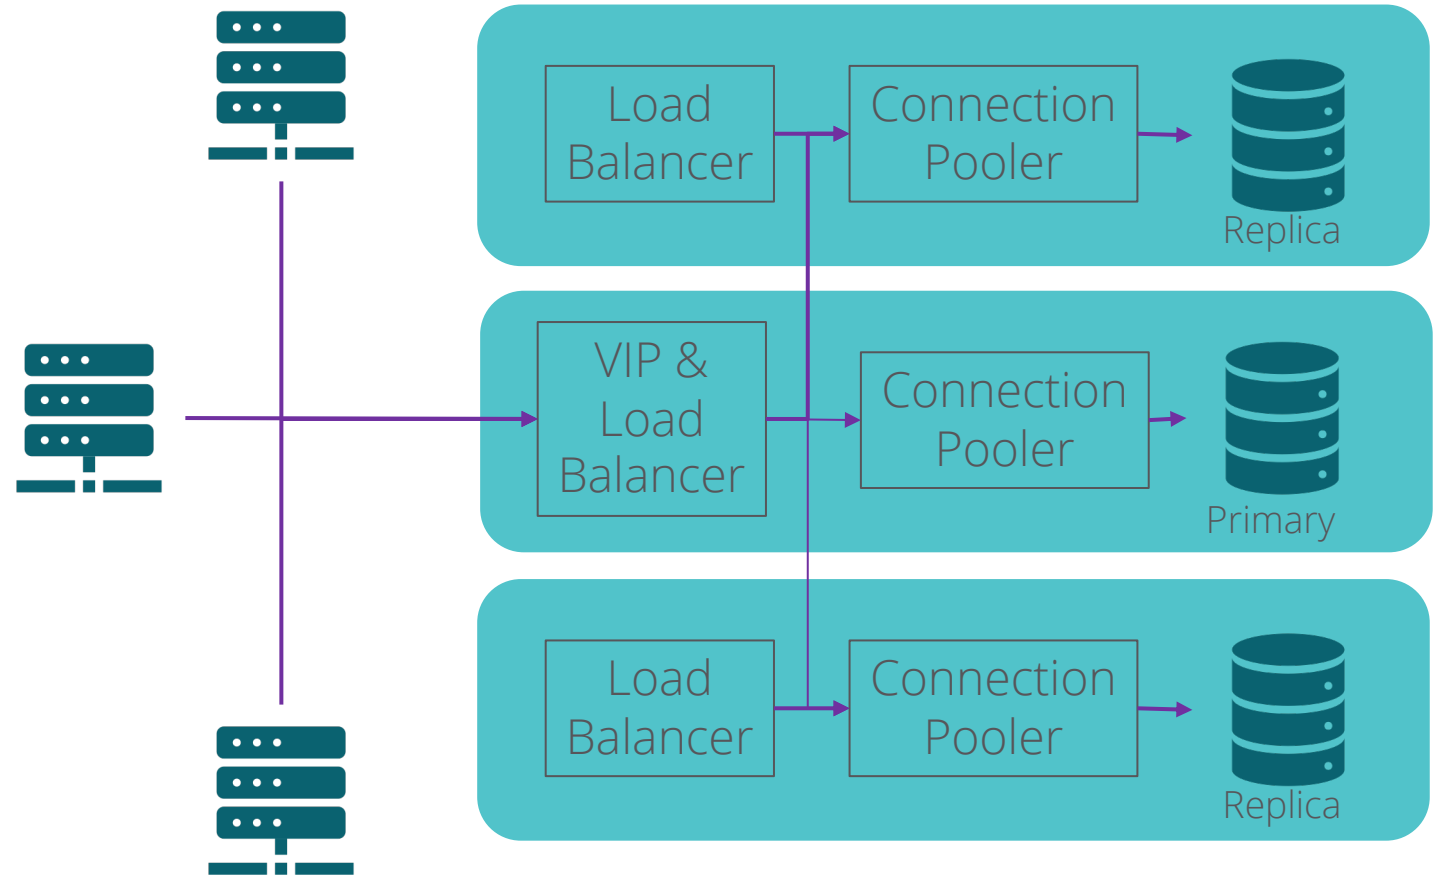 Load
Balancer
Connection
Pooler
Replica
VIP &
Load
Balancer
Connection
Pooler
Primary
Load
Balancer
Connection
Pooler
Replica